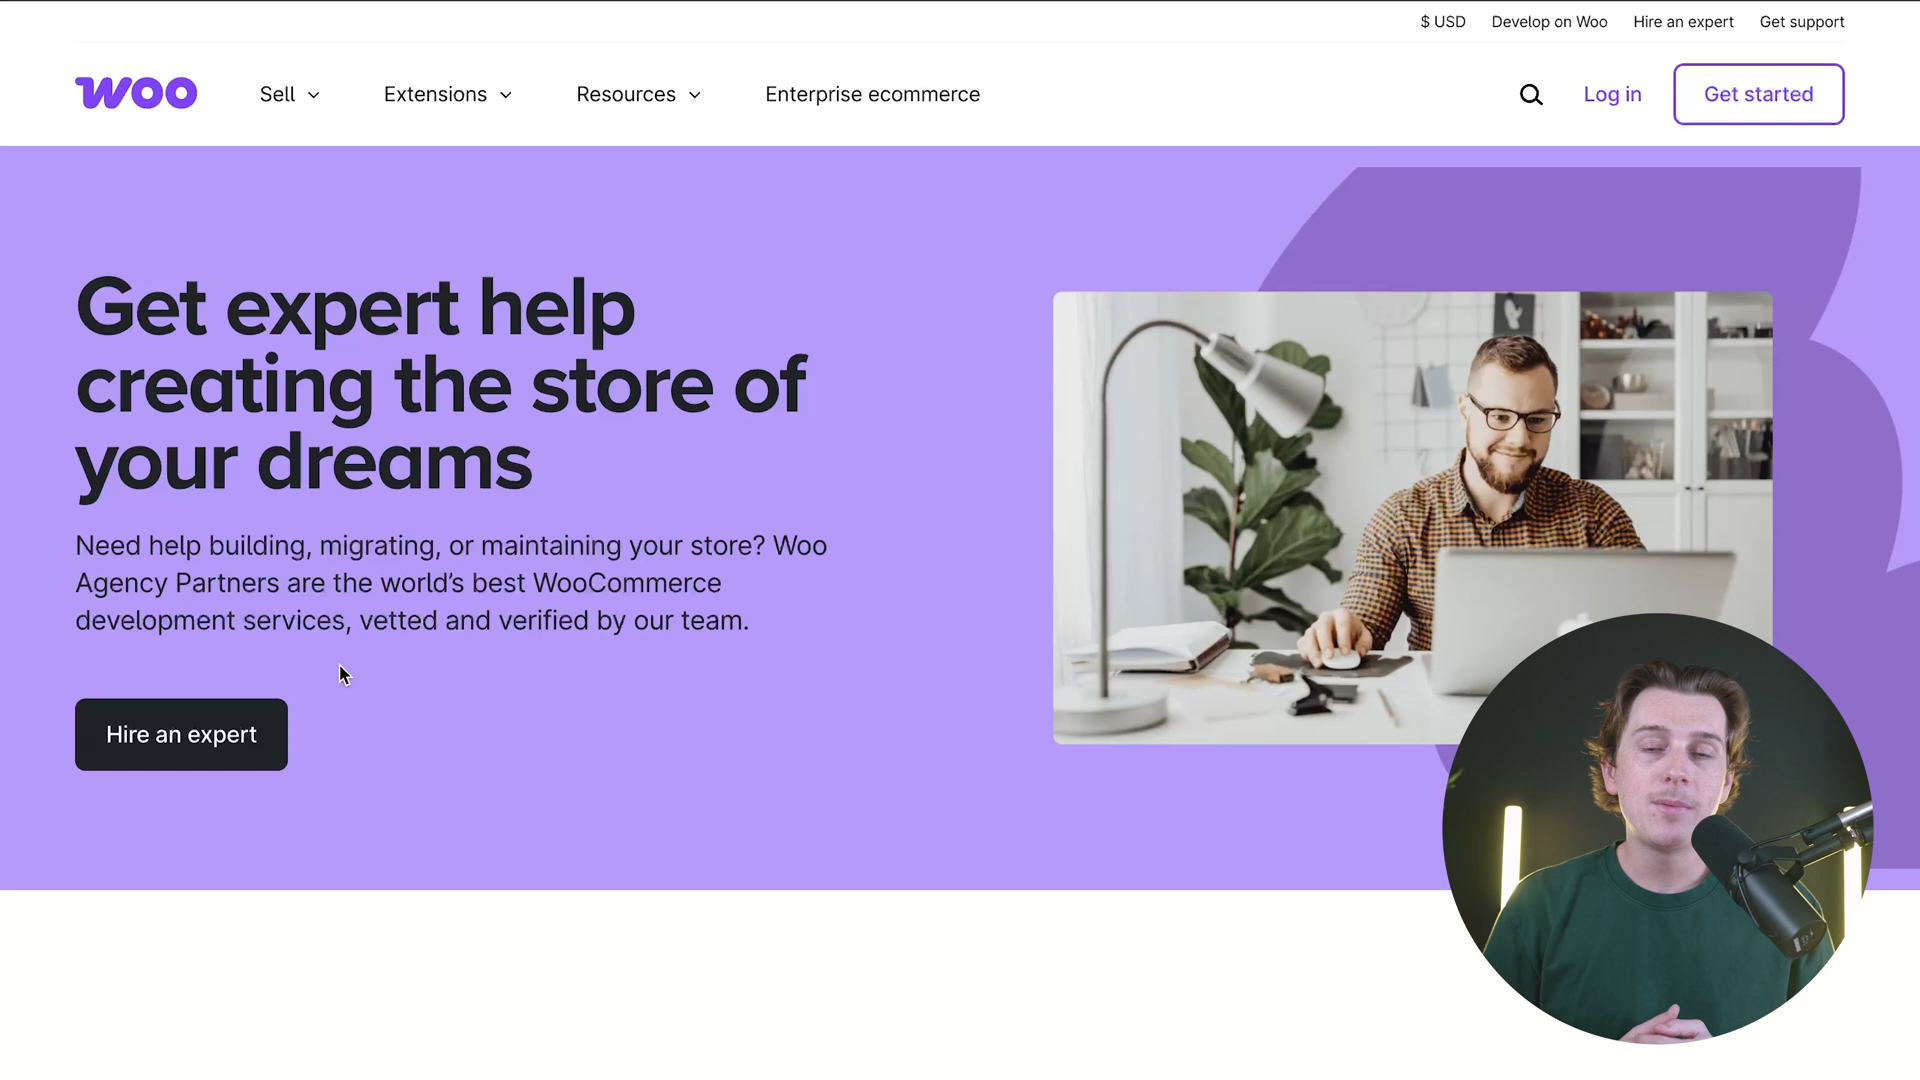 $ USD Develop on Woo Hire an expert Get support
WOO Sell Extensions Resources Enterprise ecommerce Log in Get started
Get expert help
creating the store of
your dreams
Need help building, migrating, or maintaining your store? Woo
Agency Partners are the world's best WooCommerce
development services, vetted and verified by our team.
Hire an expert